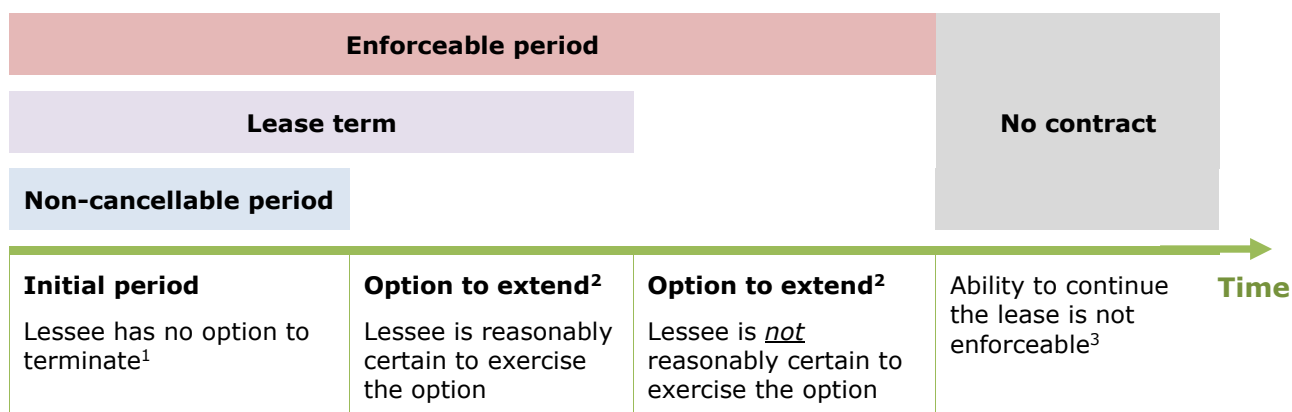 Enforceable period
Lease term
No contract
Non-cancellable period
Time
Initial period
Lessee has no option to
terminate¹
Option to extend²
Lessee is reasonably
certain to exercise
the option
Option to extend²
Lessee is not
reasonably certain to
exercise the option
Ability to continue
the lease is not
enforceable³